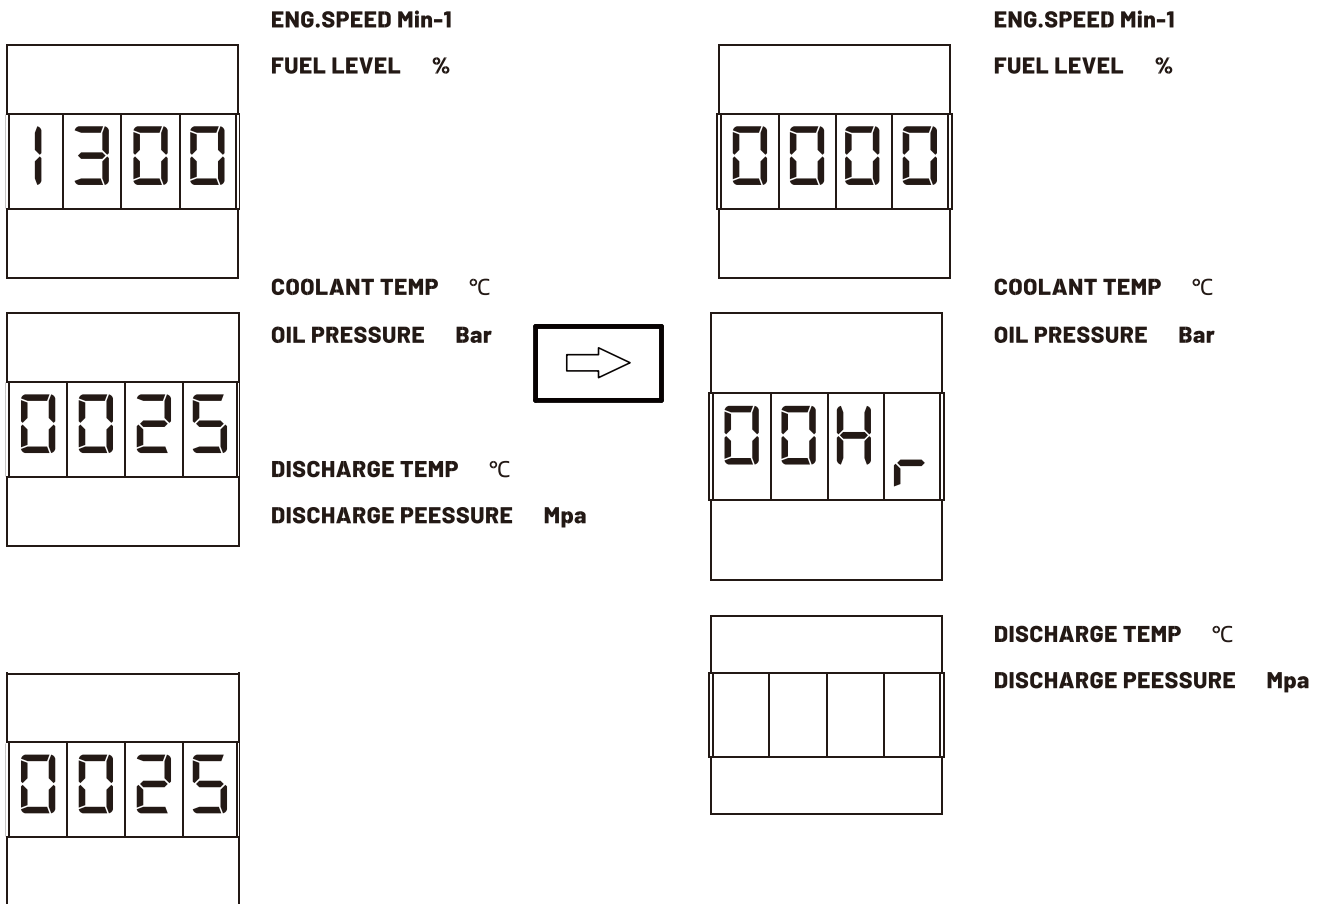 ENG.SPEED Min-1
FUEL LEVEL %
1300
COOLANT TEMP ℃
OIL PRESSURE Bar
0025
DISCHARGE TEMP ℃
DISCHARGE PEESSURE Mpa
0025
ENG.SPEED Min-1
FUEL LEVEL %
0000
COOLANT TEMP ℃
OIL PRESSURE Bar
00Hr
DISCHARGE TEMP ℃
DISCHARGE PEESSURE Mpa